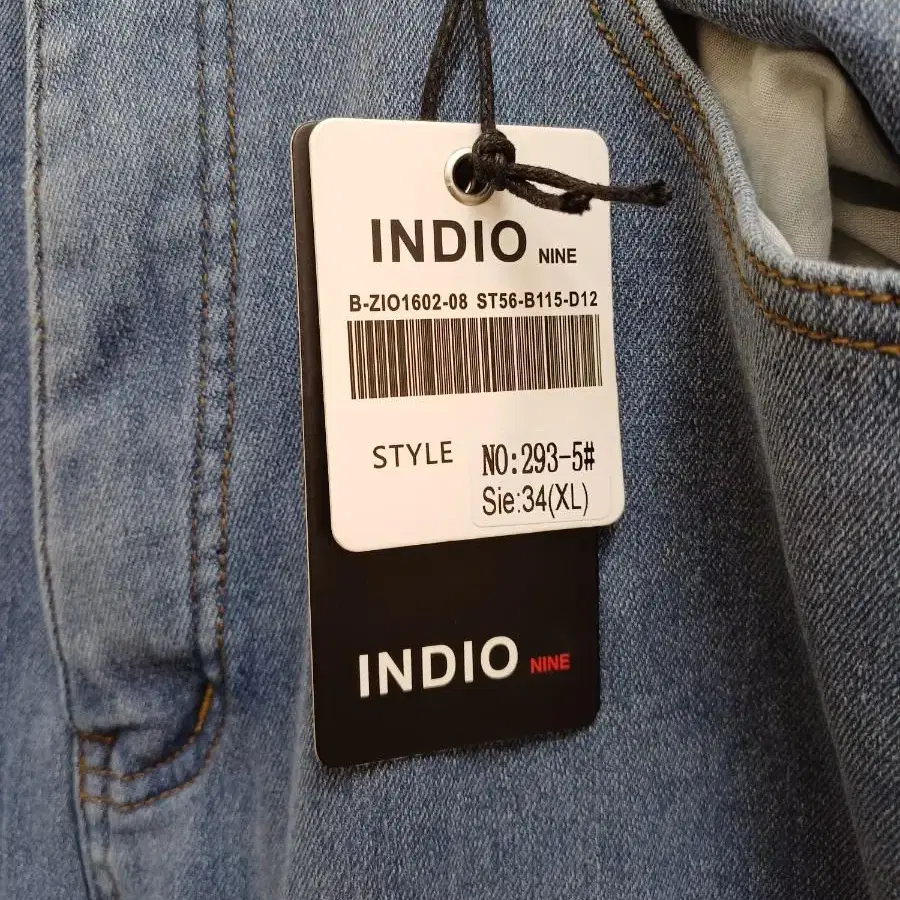 INDIO NINE
B-ZIO1602-08 ST56-B115-D12
STYLE NO:293-5#
Sie:34(XL)
INDIO NINE